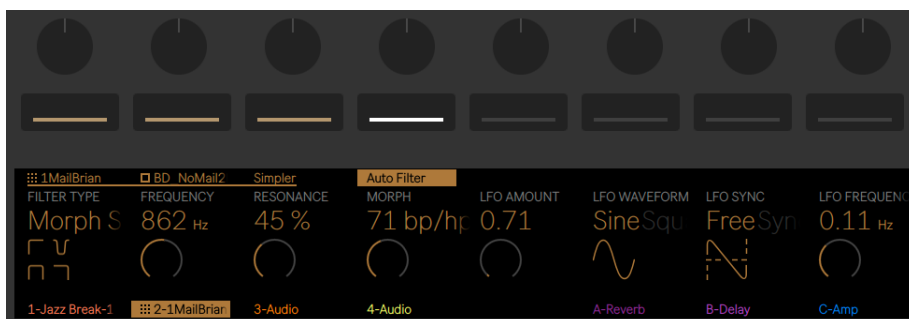 1MailBrian BD_NoMail2 Simpler Auto Filter
FILTER TYPE FREQUENCY RESONANCE MORPH LFO AMOUNT LFO WAVEFORM LFO SYNC LFO FREQUENC
Morph S 862 Hz 45 % 71 bp/hp 0.71 Sine Squ Free Syn 0.11 Hz
1-Jazz Break-1 2-1MailBrian 3-Audio 4-Audio A-Reverb B-Delay C-Amp